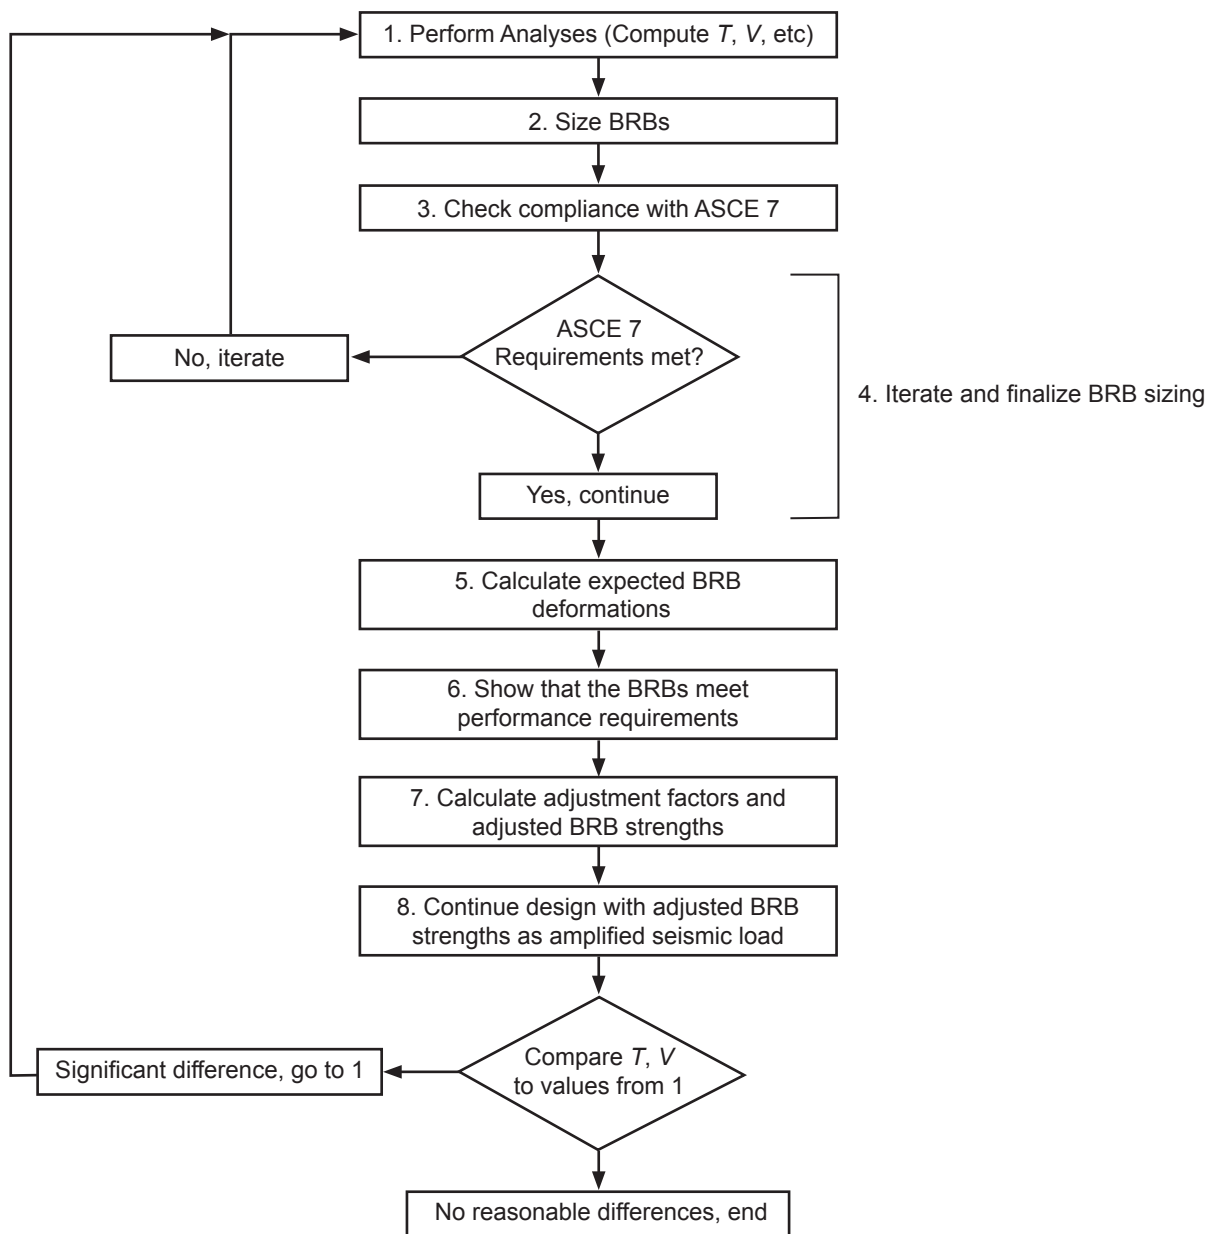 1. Perform Analyses (Compute T, V, etc)
2. Size BRBs
3. Check compliance with ASCE 7
ASCE 7
Requirements met?
No, iterate
4. Iterate and finalize BRB sizing
Yes, continue
5. Calculate expected BRB
deformations
6. Show that the BRBs meet
performance requirements
7. Calculate adjustment factors and
adjusted BRB strengths
8. Continue design with adjusted BRB
strengths as amplified seismic load
Compare T, V
to values from 1
Significant difference, go to 1
No reasonable differences, end